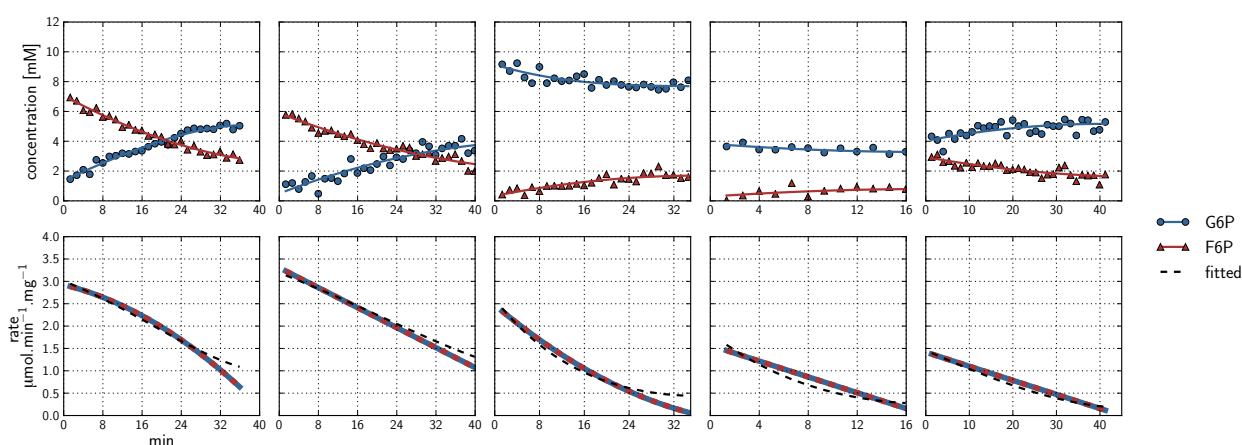 concentration [mM]
12
10
8
6
4
2
0
0 8 16 24 32 40
0 8 16 24 32 40
0 8 16 24 32
0 4 8 12 16
0 10 20 30 40
rate
μmol.min⁻¹.mg⁻¹
4.0
3.5
3.0
2.5
2.0
1.5
1.0
0.5
0.0
0 8 16 24 32 40
0 8 16 24 32 40
0 8 16 24 32
0 4 8 12 16
0 10 20 30 40
min
G6P
F6P
fitted